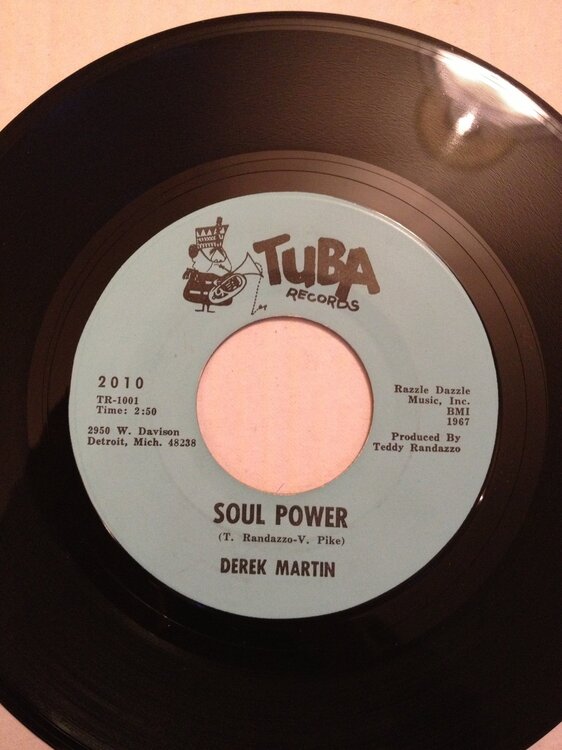 TUBA
RECORDS
2010
TR-1001
Time: 2:50
2950 W. Davison
Detroit, Mich. 48238
Razzle Dazzle
Music, Inc.
BMI
1967
Produced By
Teddy Randazzo
SOUL POWER
(T. Randazzo-V. Pike)
DEREK MARTIN